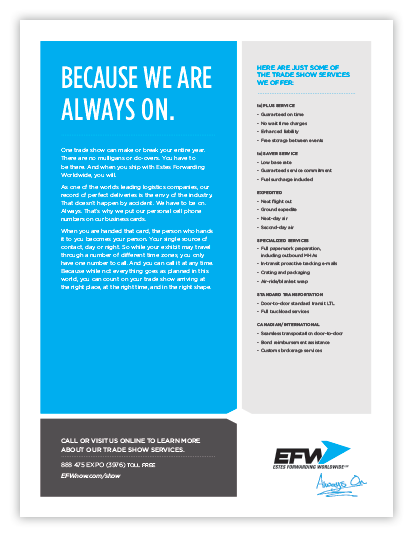 BECAUSE WE ARE
ALWAYS ON.
One trade show can make or break your entire year.
There are no mulligans or do-overs. You have to
be there. And when you ship with Estes Forwarding
Worldwide, you will.
As one of the world's leading logistics companies, our
record of perfect deliveries is the envy of the industry.
That doesn't happen by accident. We have to be on.
Always. That's why we put our personal cell phone
numbers on our business cards.
When you are handed that card, the person who hands
it to you becomes your person. Your single source of
contact, day or night. So while your exhibit may travel
through a number of different time zones, you only
have one number to call. And you can call it at any time.
Because while not everything goes as planned in this
world, you can count on your trade show arriving at
the right place, at the right time, and in the right shape.
HERE ARE JUST SOME OF
THE TRADE SHOW SERVICES
WE OFFER:
PLUS SERVICE
- Guaranteed on time
- No wait time charges
- Enhanced liability
- Free storage between events
SAVER SERVICE
- Low base rate
- Guaranteed service commitment
- Fuel surcharge included
EXPEDITED
- Next flight out
- Ground expedite
- Next-day air
- Second-day air
SPECIALIZED SERVICES
- Full paperwork preparation,
including outbound MHAs
- In-transit proactive tracking e-mails
- Crating and packaging
- Air-ride/blanket wrap
STANDARD TRANSPORTATION
- Door-to-door standard transit LTL
- Full truckload services
CANADIAN/INTERNATIONAL
- Seamless transportation door-to-door
- Bond reimbursement assistance
- Customs brokerage services
CALL OR VISIT US ONLINE TO LEARN MORE
ABOUT OUR TRADE SHOW SERVICES.
888 475 EXPO (3976) TOLL FREE
EFWnow.com/show
EFW
ESTES FORWARDING WORLDWIDE
Always On